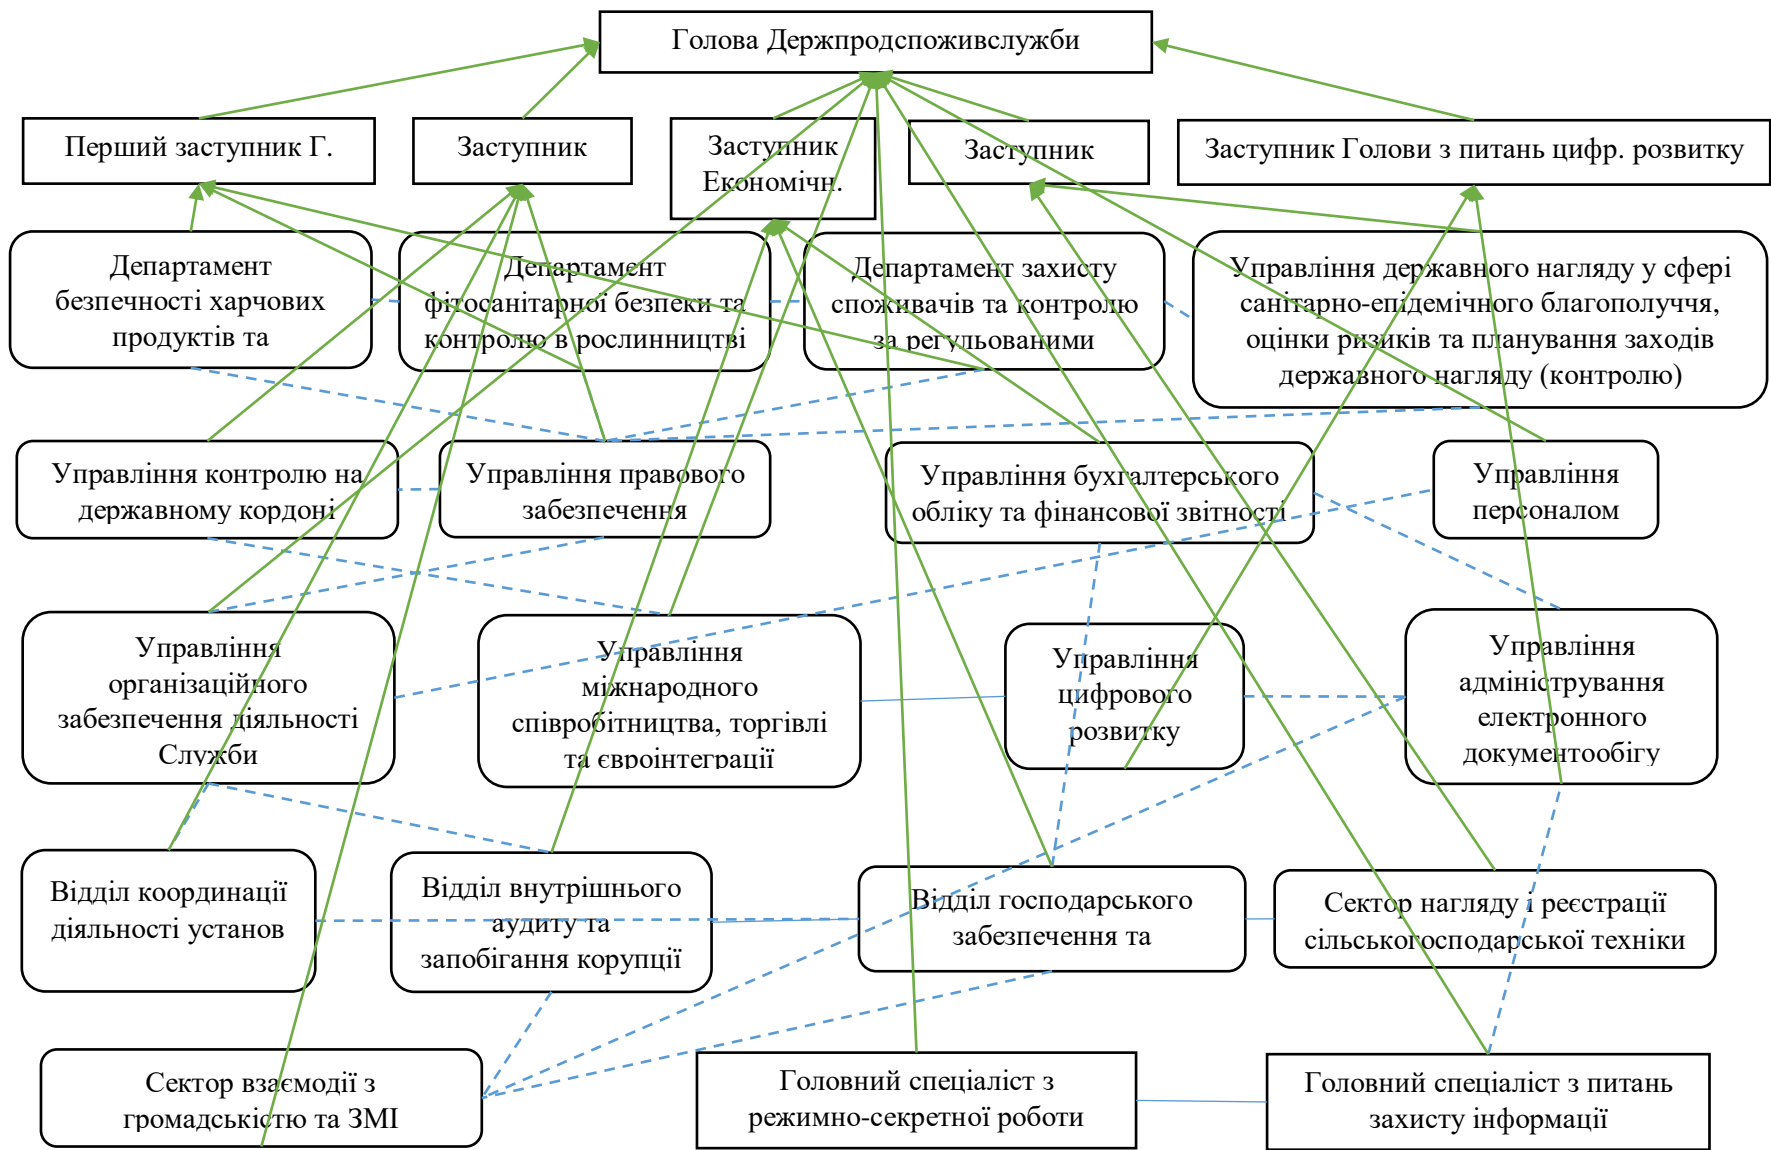 Голова Держпродспоживслужби
Перший заступник Г.
Заступник
Заступник
Економічн.
Заступник
Заступник Голови з питань цифр. розвитку
Департамент
безпечності харчових
продуктів та
Департамент
фітосанітарної безпеки та
контролю в рослинництві
Департамент захисту
споживачів та контролю
за регульованими
Управління державного нагляду у сфері
санітарно-епідемічного благополуччя,
оцінки ризиків та планування заходів
державного нагляду (контролю)
Управління контролю на
державному кордоні
Управління правового
забезпечення
Управління бухгалтерського
обліку та фінансової звітності
Управління
персоналом
Управління
організаційного
забезпечення діяльності
Служби
Управління
міжнародного
співробітництва, торгівлі
та євроінтеграції
Управління
цифрового
розвитку
Управління
адміністрування
електронного
документообігу
Відділ координації
діяльності установ
Відділ внутрішнього
аудиту та
запобігання корупції
Відділ господарського
забезпечення та
Сектор нагляду і реєстрації
сільськогосподарської техніки
Сектор взаємодії з
громадськістю та ЗМІ
Головний спеціаліст з
режимно-секретної роботи
Головний спеціаліст з питань
захисту інформації